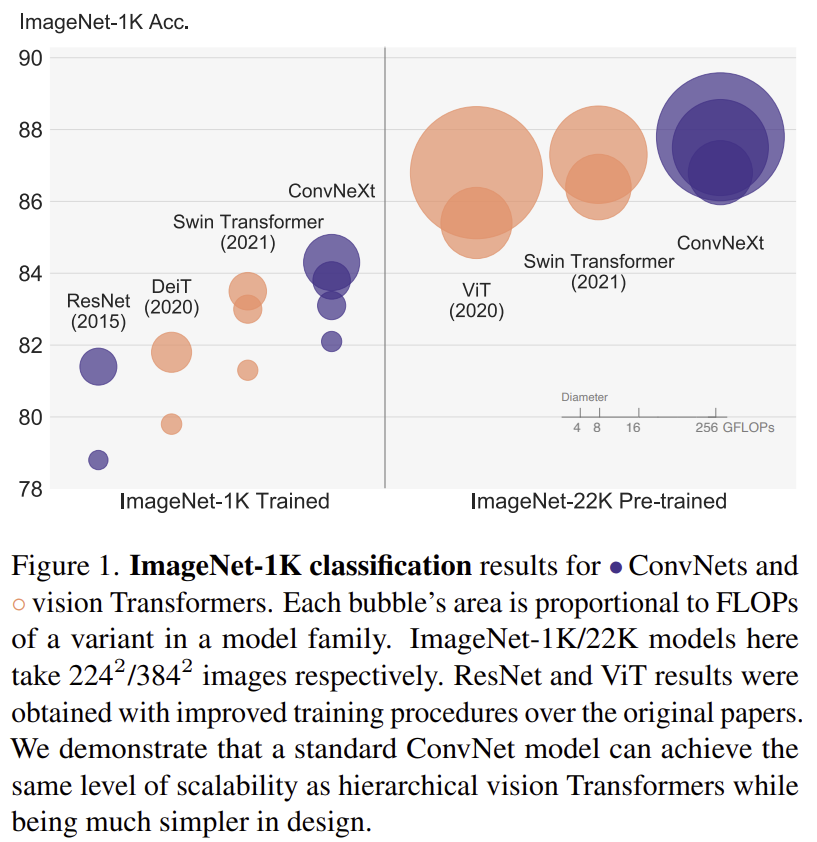 ImageNet-1K Acc.
90
88
86
84
82
80
78
ResNet
(2015)
DeiT
(2020)
Swin Transformer
(2021)
ConvNeXt
ViT
(2020)
Swin Transformer
(2021)
ConvNeXt
Diameter
4 8 16 256 GFLOPs
ImageNet-1K Trained
ImageNet-22K Pre-trained
Figure 1. ImageNet-1K classification results for ● ConvNets and
○ vision Transformers. Each bubble’s area is proportional to FLOPs
of a variant in a model family. ImageNet-1K/22K models here
take 224²/384² images respectively. ResNet and ViT results were
obtained with improved training procedures over the original papers.
We demonstrate that a standard ConvNet model can achieve the
same level of scalability as hierarchical vision Transformers while
being much simpler in design.